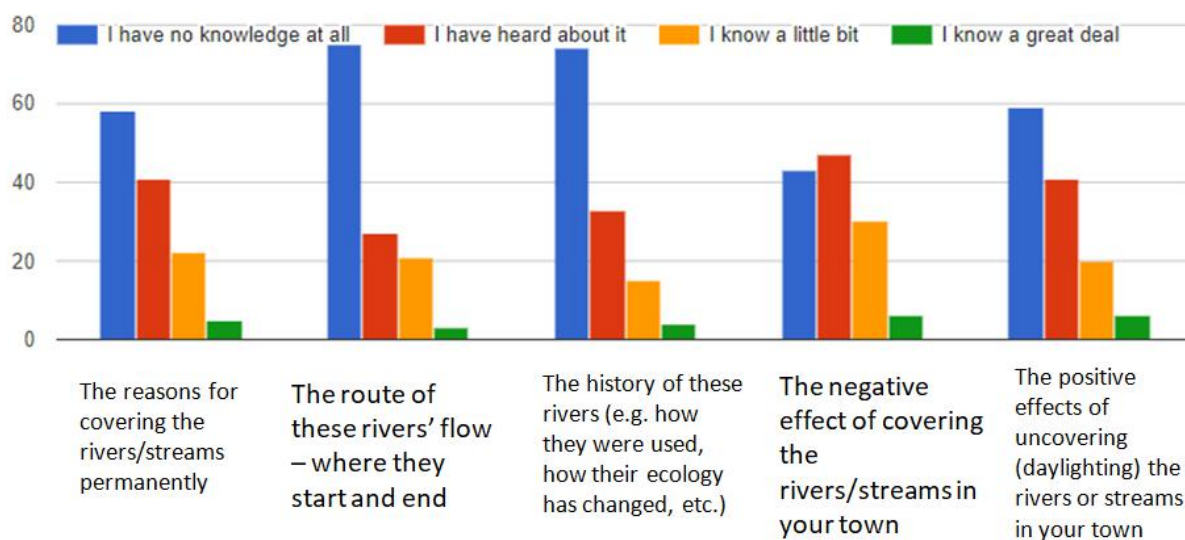 80
I have no knowledge at all I have heard about it I know a little bit I know a great deal
60
40
20
0
The reasons for
covering the
rivers/streams
permanently
The route of
these rivers’ flow
– where they
start and end
The history of these
rivers (e.g. how
they were used,
how their ecology
has changed, etc.)
The negative
effect of covering
the
rivers/streams in
your town
The positive
effects of
uncovering
(daylighting) the
rivers or streams
in your town